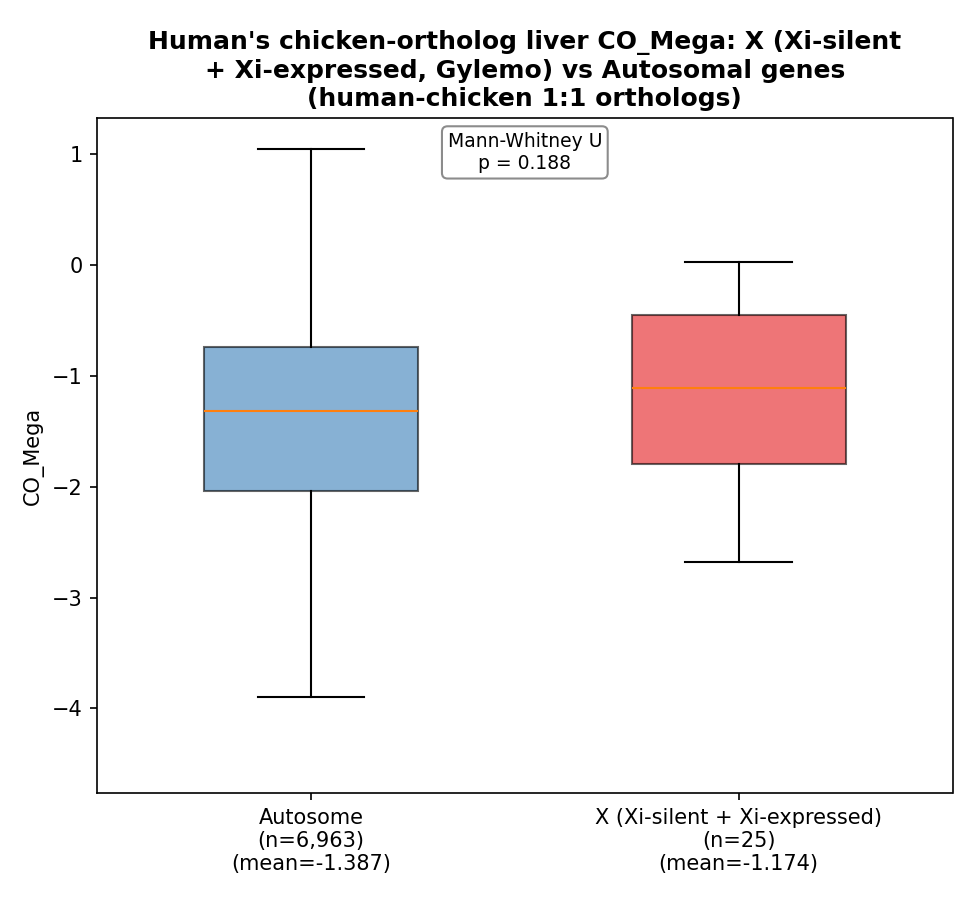 Human's chicken-ortholog liver CO_Mega: X (Xi-silent
+ Xi-expressed, Gylemo) vs Autosomal genes
(human-chicken 1:1 orthologs)
Mann-Whitney U
p = 0.188
1
0
−1
−2
−3
−4
CO_Mega
Autosome
(n=6,963)
(mean=-1.387)
X (Xi-silent + Xi-expressed)
(n=25)
(mean=-1.174)